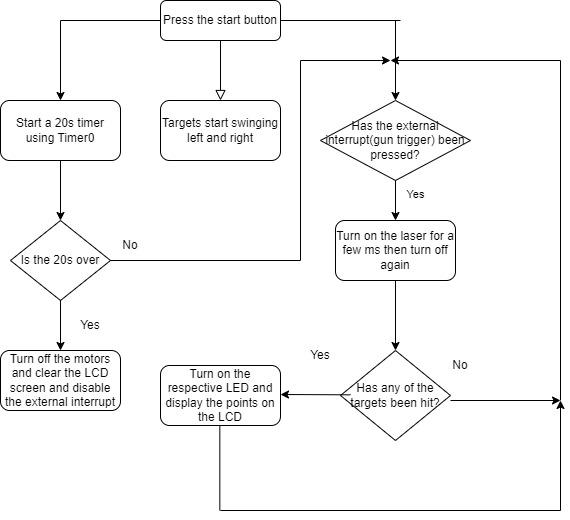 Press the start button
Start a 20s timer
using Timer0
Targets start swinging
left and right
Has the external
interrupt(gun trigger) been
pressed?
Yes
Turn on the laser for a
few ms then turn off
again
Is the 20s over
No
Yes
Turn off the motors
and clear the LCD
screen and disable
the external interrupt
Has any of the
targets been hit?
Yes
No
Turn on the
respective LED and
display the points on
the LCD